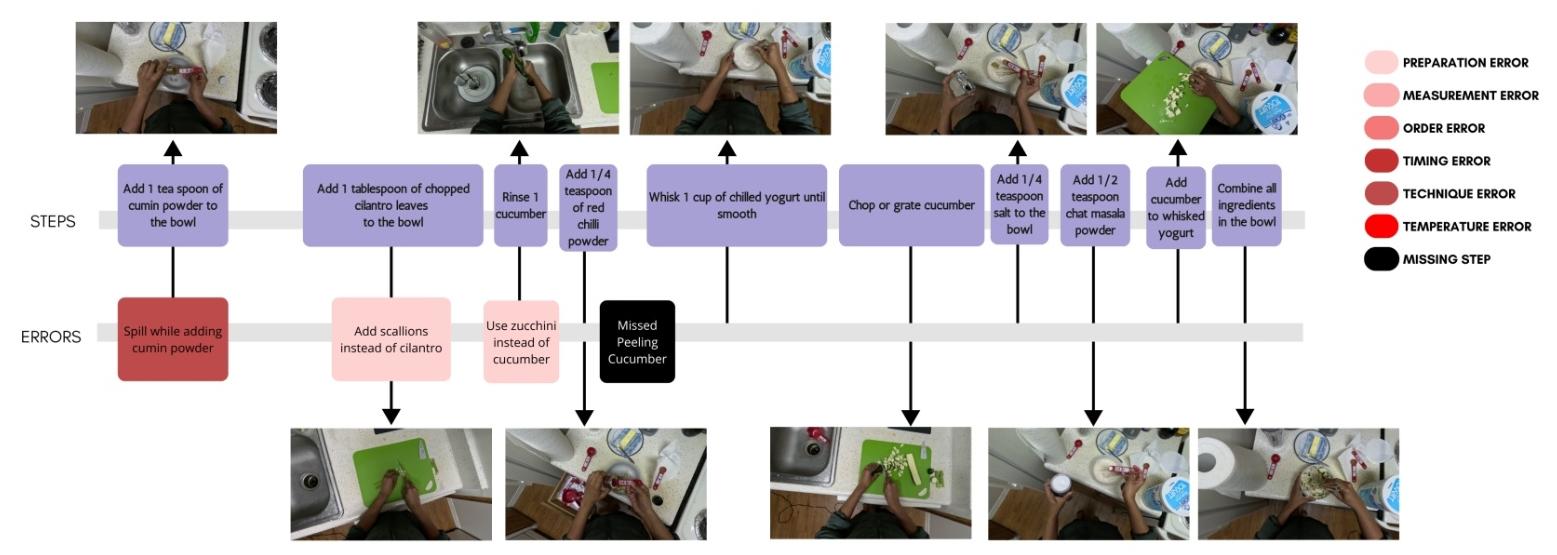 PREPARATION ERROR
MEASUREMENT ERROR
ORDER ERROR
TIMING ERROR
TECHNIQUE ERROR
TEMPERATURE ERROR
MISSING STEP
STEPS
Add 1 tea spoon of
cumin powder to
the bowl
Add 1 tablespoon of chopped
cilantro leaves
to the bowl
Rinse 1
cucumber
Add 1/4
teaspoon
of red
chilli
powder
Whisk 1 cup of chilled yogurt until
smooth
Chop or grate cucumber
Add 1/4
teaspoon
salt to the
bowl
Add 1/2
teaspoon
chat masala
powder
Add
cucumber
to whisked
yogurt
Combine all
ingredients
in the bowl
ERRORS
Spill while adding
cumin powder
Add scallions
instead of cilantro
Use zucchini
instead of
cucumber
Missed
Peeling
Cucumber